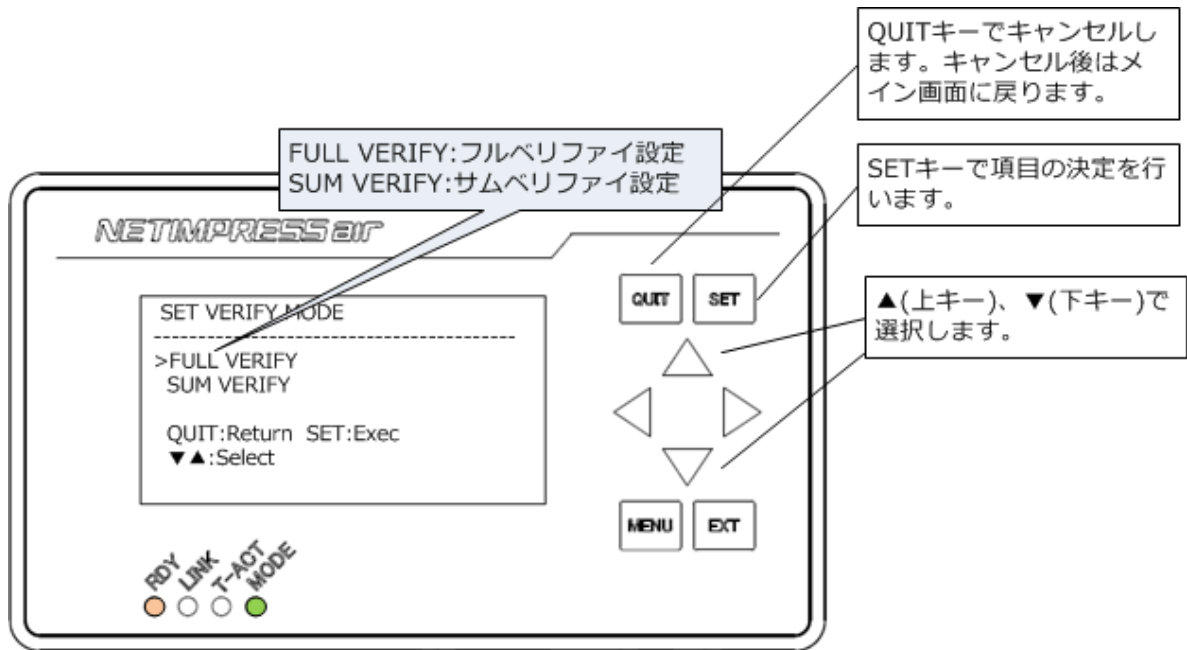 QUITキーでキャンセルし
ます。キャンセル後はメ
イン画面に戻ります。
FULL VERIFY:フルベリファイ設定
SUM VERIFY:サムベリファイ設定
SETキーで項目の決定を行
います。
NETIMPRESS air
QUIT SET
▲(上キー)、▼(下キー)で
選択します。
SET VERIFY MODE
----------------------------------------
>FULL VERIFY
SUM VERIFY
QUIT:Return SET:Exec
▼▲:Select
MENU EXT
RDY LINK T-ACT MODE